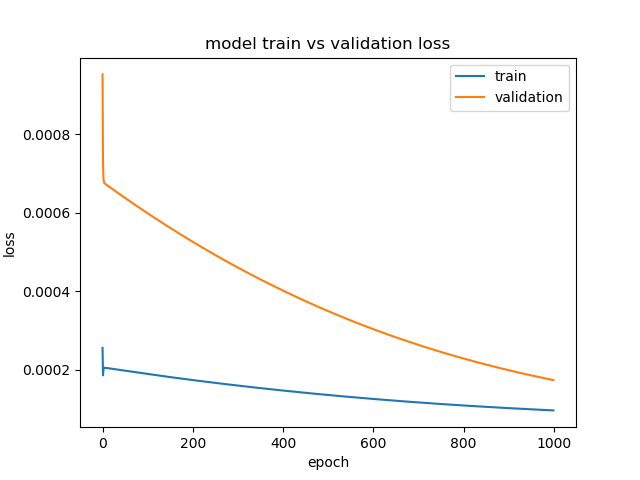 model train vs validation loss
train
validation
loss
0.0008
0.0006
0.0004
0.0002
0 200 400 600 800 1000
epoch